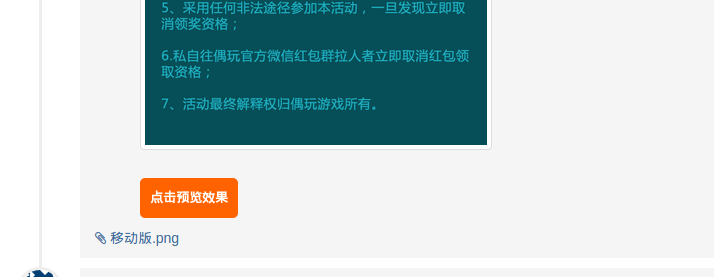 5、采用任何非法途径参加本活动，一旦发现立即取
消领奖资格；
6.私自往偶玩官方微信红包群拉人者立即取消红包领
取资格；
7、活动最终解释权归偶玩游戏所有。
点击预览效果
移动版.png